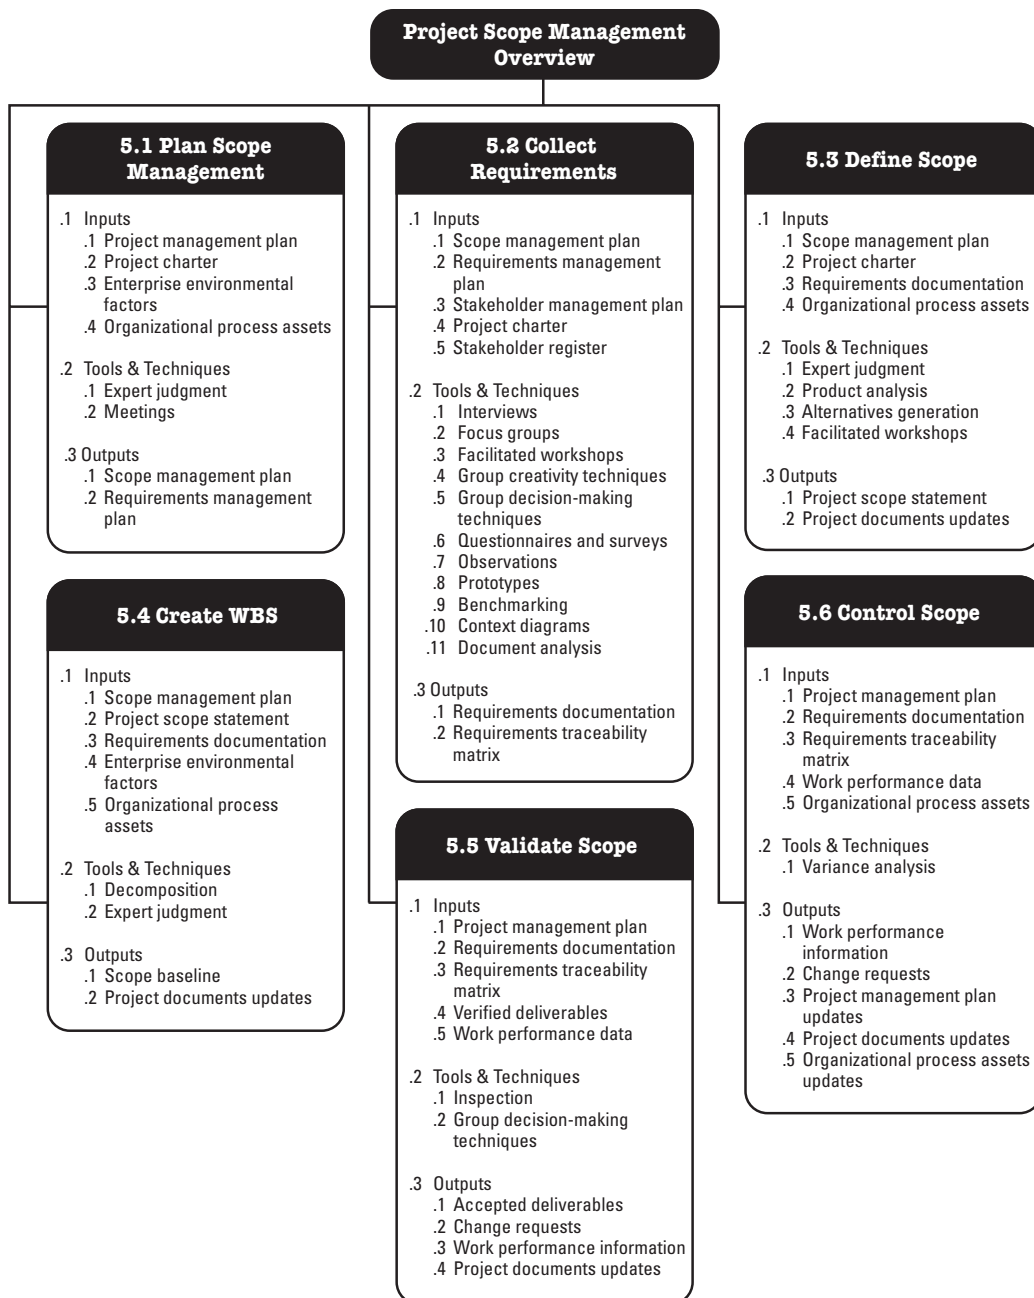 Project Scope Management
Overview
5.1 Plan Scope
Management
.1 Inputs
.1 Project management plan
.2 Project charter
.3 Enterprise environmental
factors
.4 Organizational process assets
.2 Tools & Techniques
.1 Expert judgment
.2 Meetings
.3 Outputs
.1 Scope management plan
.2 Requirements management
plan
5.2 Collect
Requirements
.1 Inputs
.1 Scope management plan
.2 Requirements management
plan
.3 Stakeholder management plan
.4 Project charter
.5 Stakeholder register
.2 Tools & Techniques
.1 Interviews
.2 Focus groups
.3 Facilitated workshops
.4 Group creativity techniques
.5 Group decision-making
techniques
.6 Questionnaires and surveys
.7 Observations
.8 Prototypes
.9 Benchmarking
.10 Context diagrams
.11 Document analysis
.3 Outputs
.1 Requirements documentation
.2 Requirements traceability
matrix
5.3 Define Scope
.1 Inputs
.1 Scope management plan
.2 Project charter
.3 Requirements documentation
.4 Organizational process assets
.2 Tools & Techniques
.1 Expert judgment
.2 Product analysis
.3 Alternatives generation
.4 Facilitated workshops
.3 Outputs
.1 Project scope statement
.2 Project documents updates
5.4 Create WBS
.1 Inputs
.1 Scope management plan
.2 Project scope statement
.3 Requirements documentation
.4 Enterprise environmental
factors
.5 Organizational process
assets
.2 Tools & Techniques
.1 Decomposition
.2 Expert judgment
.3 Outputs
.1 Scope baseline
.2 Project documents updates
5.5 Validate Scope
.1 Inputs
.1 Project management plan
.2 Requirements documentation
.3 Requirements traceability
matrix
.4 Verified deliverables
.5 Work performance data
.2 Tools & Techniques
.1 Inspection
.2 Group decision-making
techniques
.3 Outputs
.1 Accepted deliverables
.2 Change requests
.3 Work performance information
.4 Project documents updates
5.6 Control Scope
.1 Inputs
.1 Project management plan
.2 Requirements documentation
.3 Requirements traceability
matrix
.4 Work performance data
.5 Organizational process assets
.2 Tools & Techniques
.1 Variance analysis
.3 Outputs
.1 Work performance
information
.2 Change requests
.3 Project management plan
updates
.4 Project documents updates
.5 Organizational process assets
updates